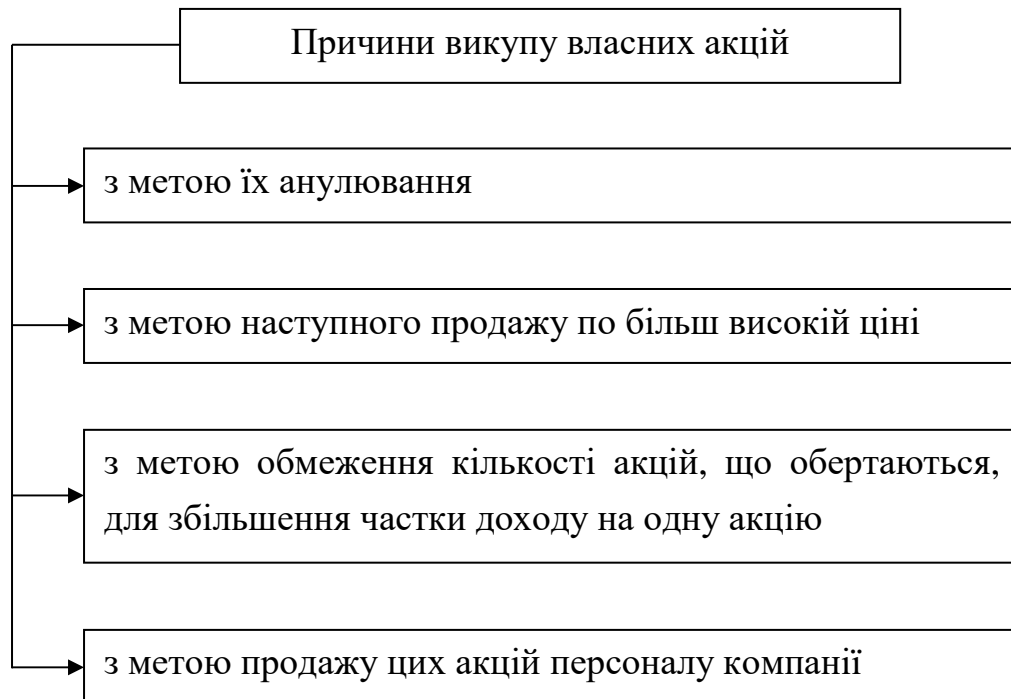 Причини викупу власних акцій
з метою їх анулювання
з метою наступного продажу по більш високій ціні
з метою обмеження кількості акцій, що обертаються,
для збільшення частки доходу на одну акцію
з метою продажу цих акцій персоналу компанії